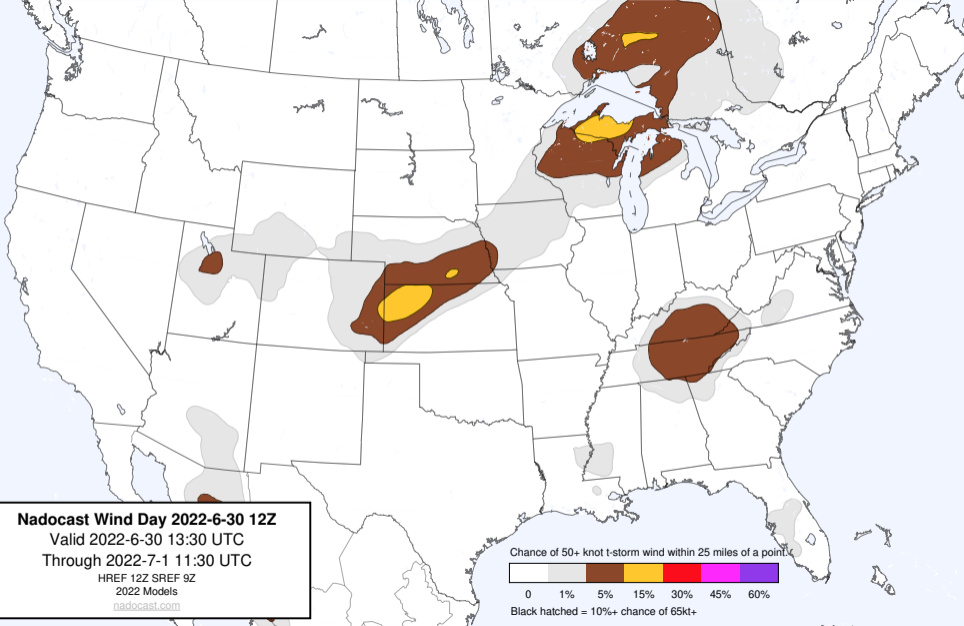 Nadocast Wind Day 2022-6-30 12Z
Valid 2022-6-30 13:30 UTC
Through 2022-7-1 11:30 UTC
HREF 12Z SREF 9Z
2022 Models
nadocast.com
Chance of 50+ knot t-storm wind within 25 miles of a point.
0 1% 5% 15% 30% 45% 60%
Black hatched = 10%+ chance of 65kt+